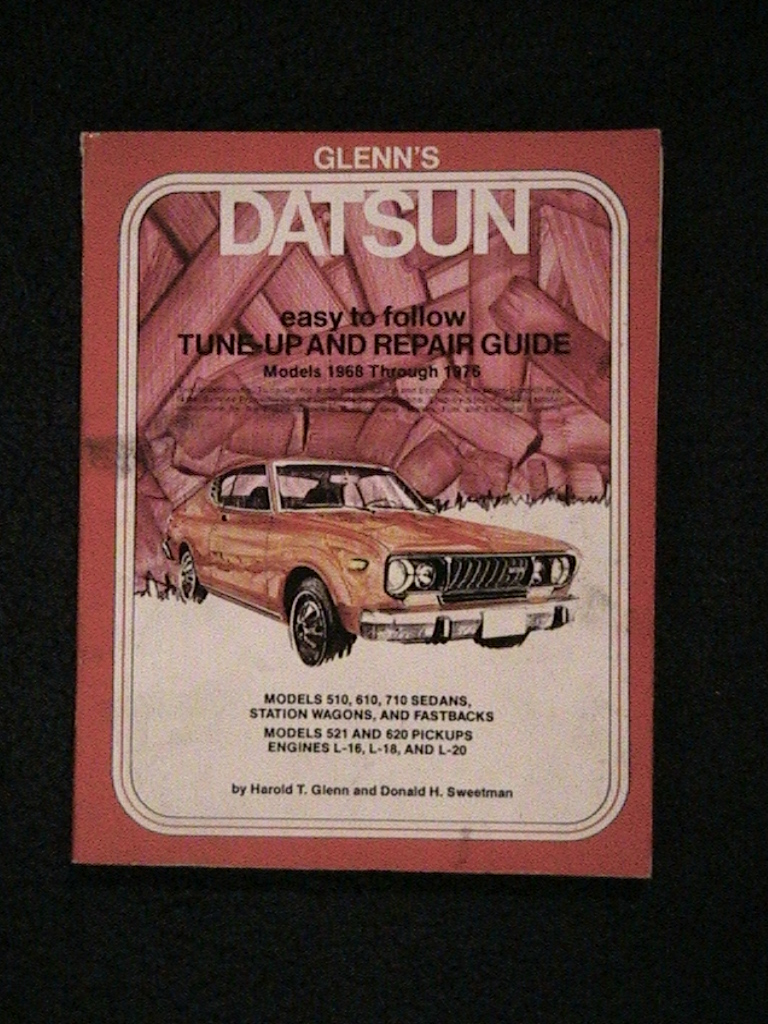 GLENN'S
DATSUN
easy to follow
TUNE-UP AND REPAIR GUIDE
Models 1968 Through 1976
MODELS 510, 610, 710 SEDANS,
STATION WAGONS, AND FASTBACKS
MODELS 521 AND 620 PICKUPS
ENGINES L-16, L-18, AND L-20
by Harold T. Glenn and Donald H. Sweetman